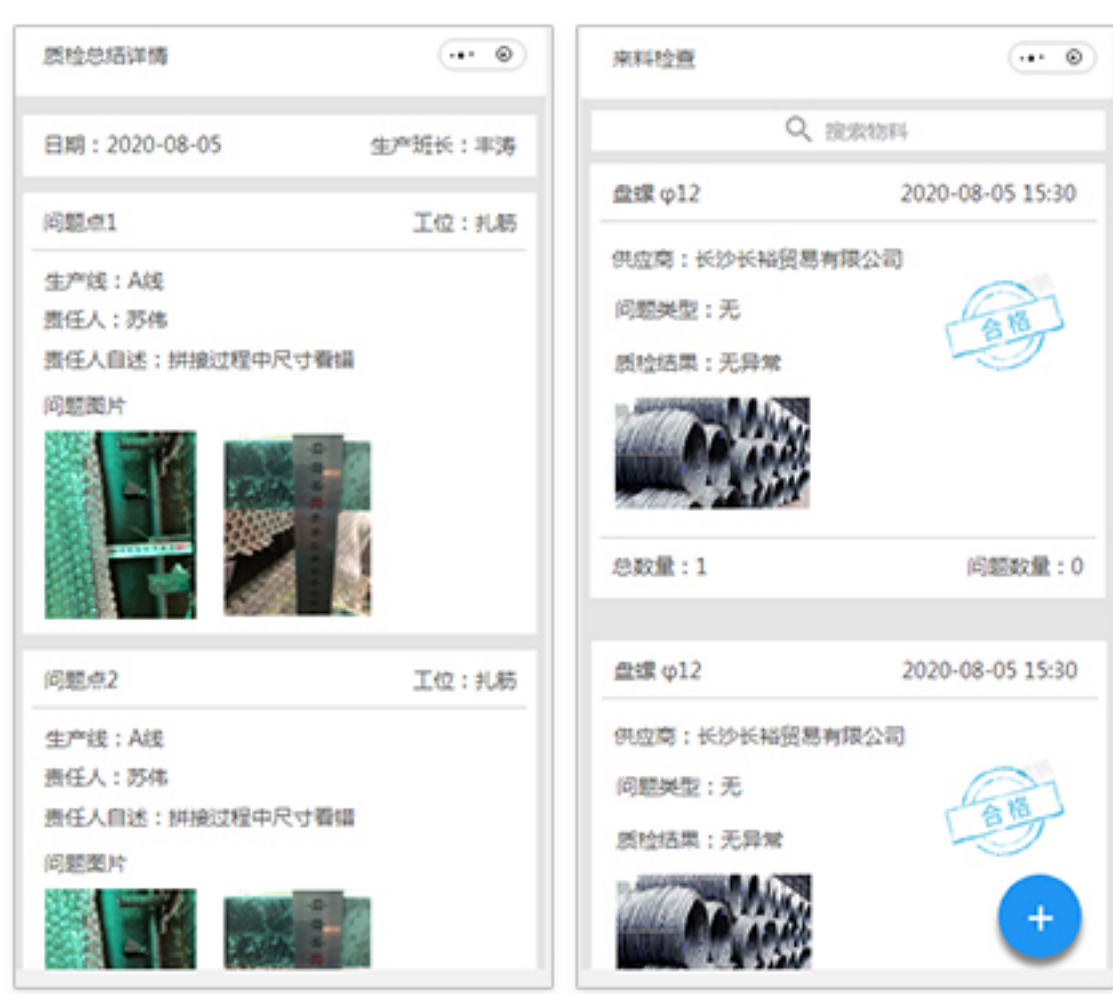 质检总结详情
日期：2020-08-05 生产班长：丰涛
问题点1 工位：扎筋
生产线：A线
责任人：苏伟
责任人自述：拼接过程中尺寸看错
问题图片
问题点2 工位：扎筋
生产线：A线
责任人：苏伟
责任人自述：拼接过程中尺寸看错
问题图片
来料检查
搜索物料
盘螺 φ12 2020-08-05 15:30
供应商：长沙长裕贸易有限公司
问题类型：无
合格
质检结果：无异常
总数量：1 问题数量：0
盘螺 φ12 2020-08-05 15:30
供应商：长沙长裕贸易有限公司
问题类型：无
合格
质检结果：无异常